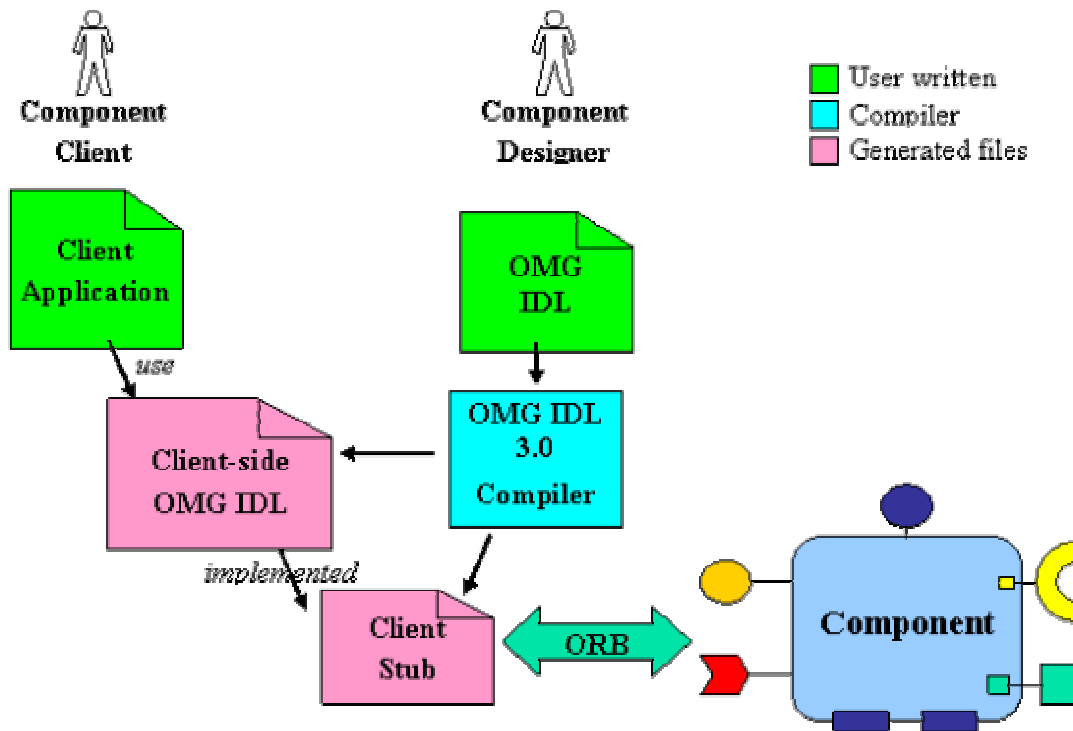 Component
Client
Component
Designer
User written
Compiler
Generated files
Client
Application
OMG
IDL
use
OMG IDL
3.0
Compiler
Client-side
OMG IDL
implemented
Client
Stub
ORB
Component